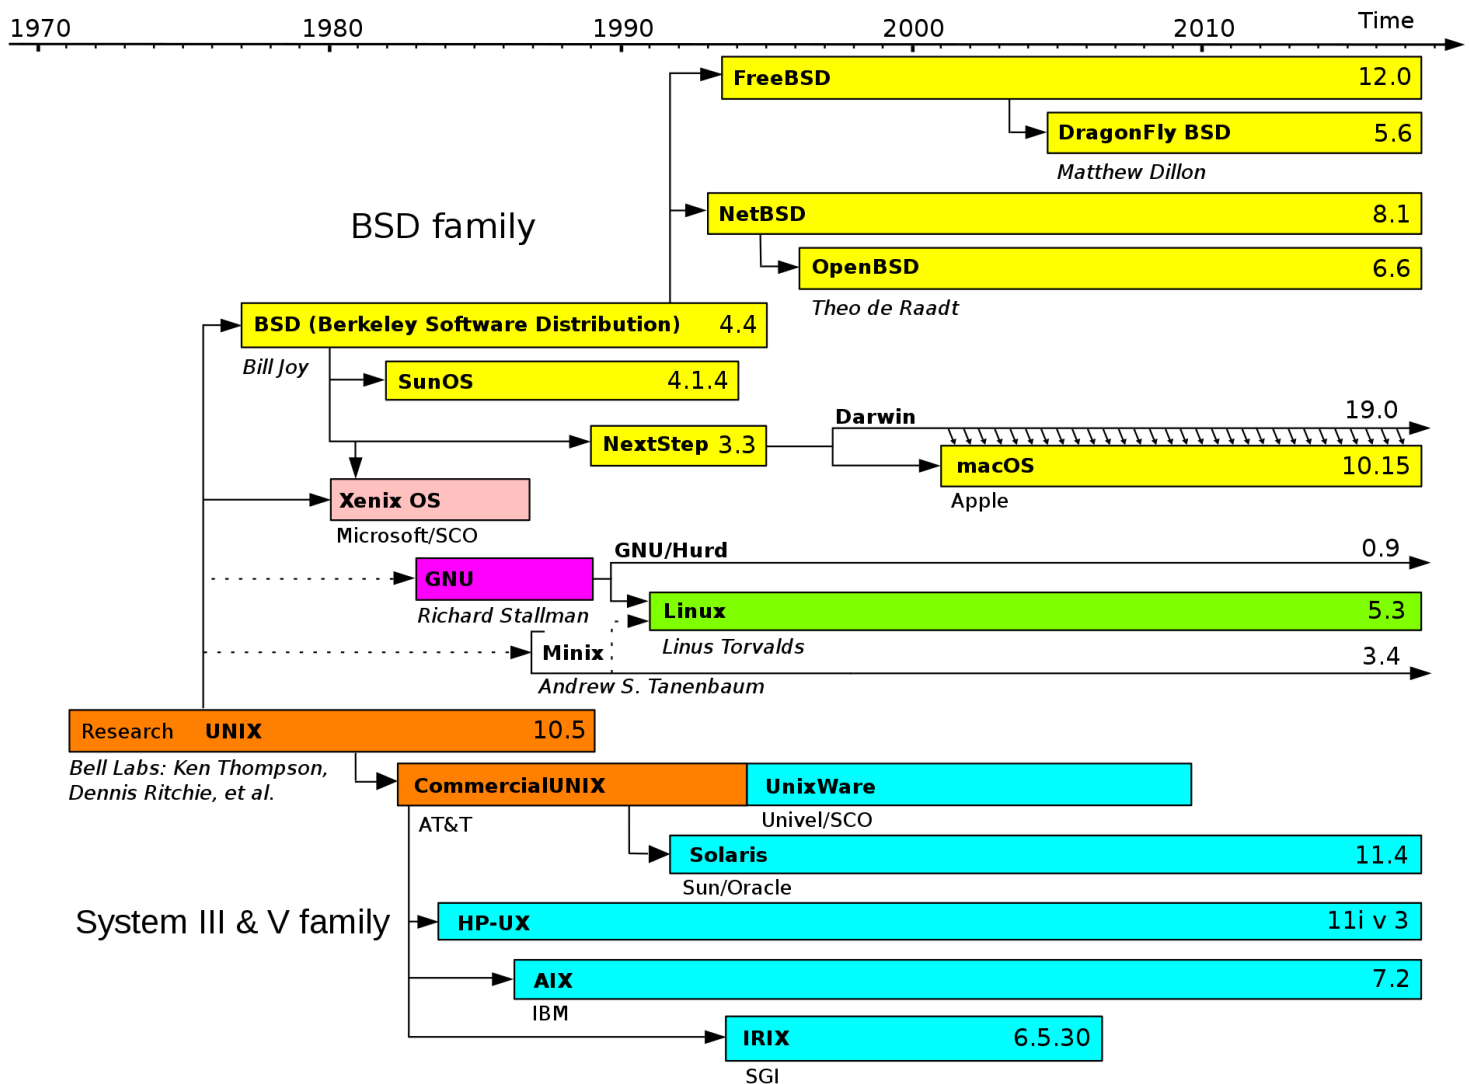 1970 1980 1990 2000 2010 Time
FreeBSD 12.0
DragonFly BSD 5.6
Matthew Dillon
BSD family
NetBSD 8.1
OpenBSD 6.6
Theo de Raadt
BSD (Berkeley Software Distribution) 4.4
Bill Joy
SunOS 4.1.4
Darwin 19.0
NextStep 3.3
macOS 10.15
Apple
Xenix OS
Microsoft/SCO
GNU/Hurd 0.9
GNU
Richard Stallman
Linux 5.3
Linus Torvalds
Minix 3.4
Andrew S. Tanenbaum
Research UNIX 10.5
Bell Labs: Ken Thompson,
Dennis Ritchie, et al.
CommercialUNIX
AT&T
UnixWare
Univel/SCO
Solaris 11.4
Sun/Oracle
System III & V family
HP-UX 11i v 3
AIX 7.2
IBM
IRIX 6.5.30
SGI